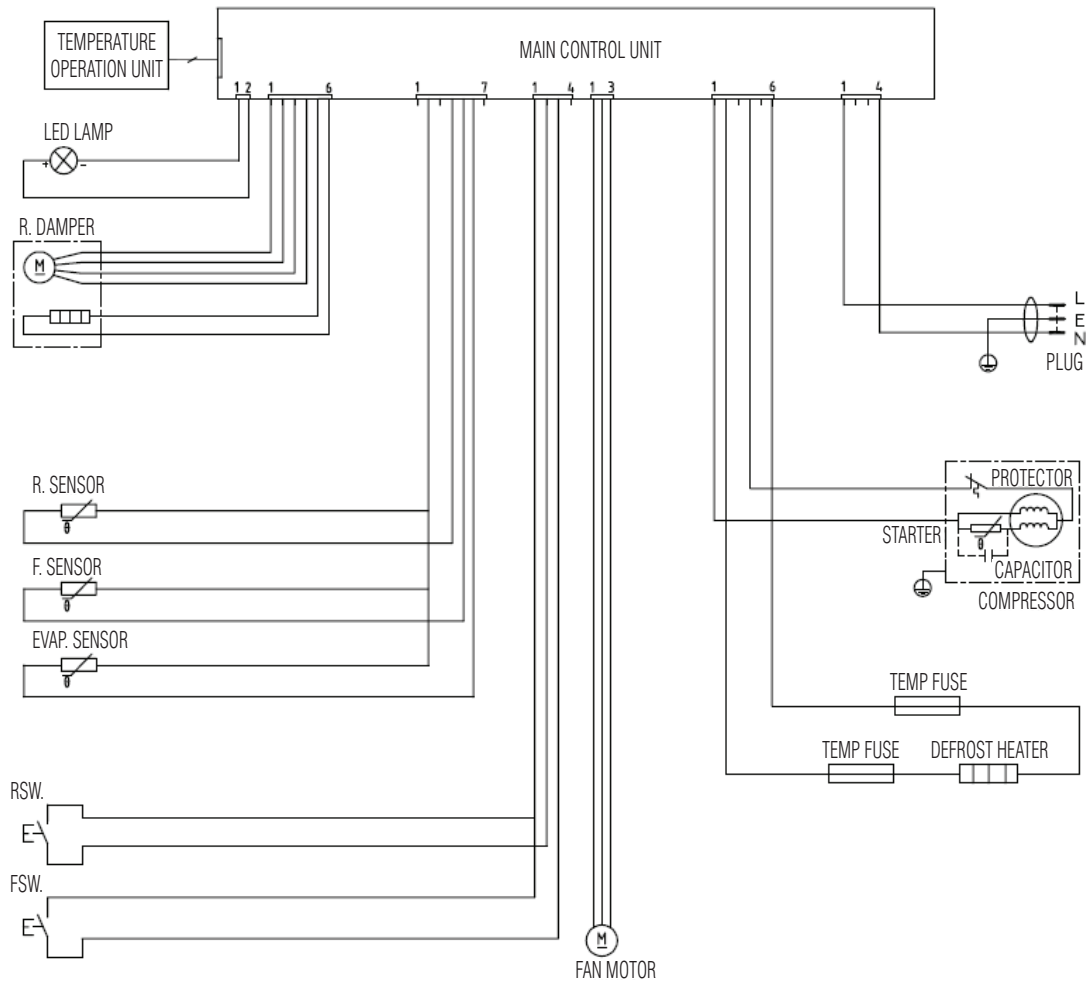 TEMPERATURE
OPERATION UNIT
MAIN CONTROL UNIT
1 2 1 6 1 7 1 4 1 3 1 6 1 4
LED LAMP
+ -
R. DAMPER
M
L
E
N
PLUG
R. SENSOR
θ
F. SENSOR
θ
EVAP. SENSOR
θ
PROTECTOR
STARTER
θ
CAPACITOR
COMPRESSOR
TEMP FUSE
TEMP FUSE DEFROST HEATER
RSW.
FSW.
M
FAN MOTOR